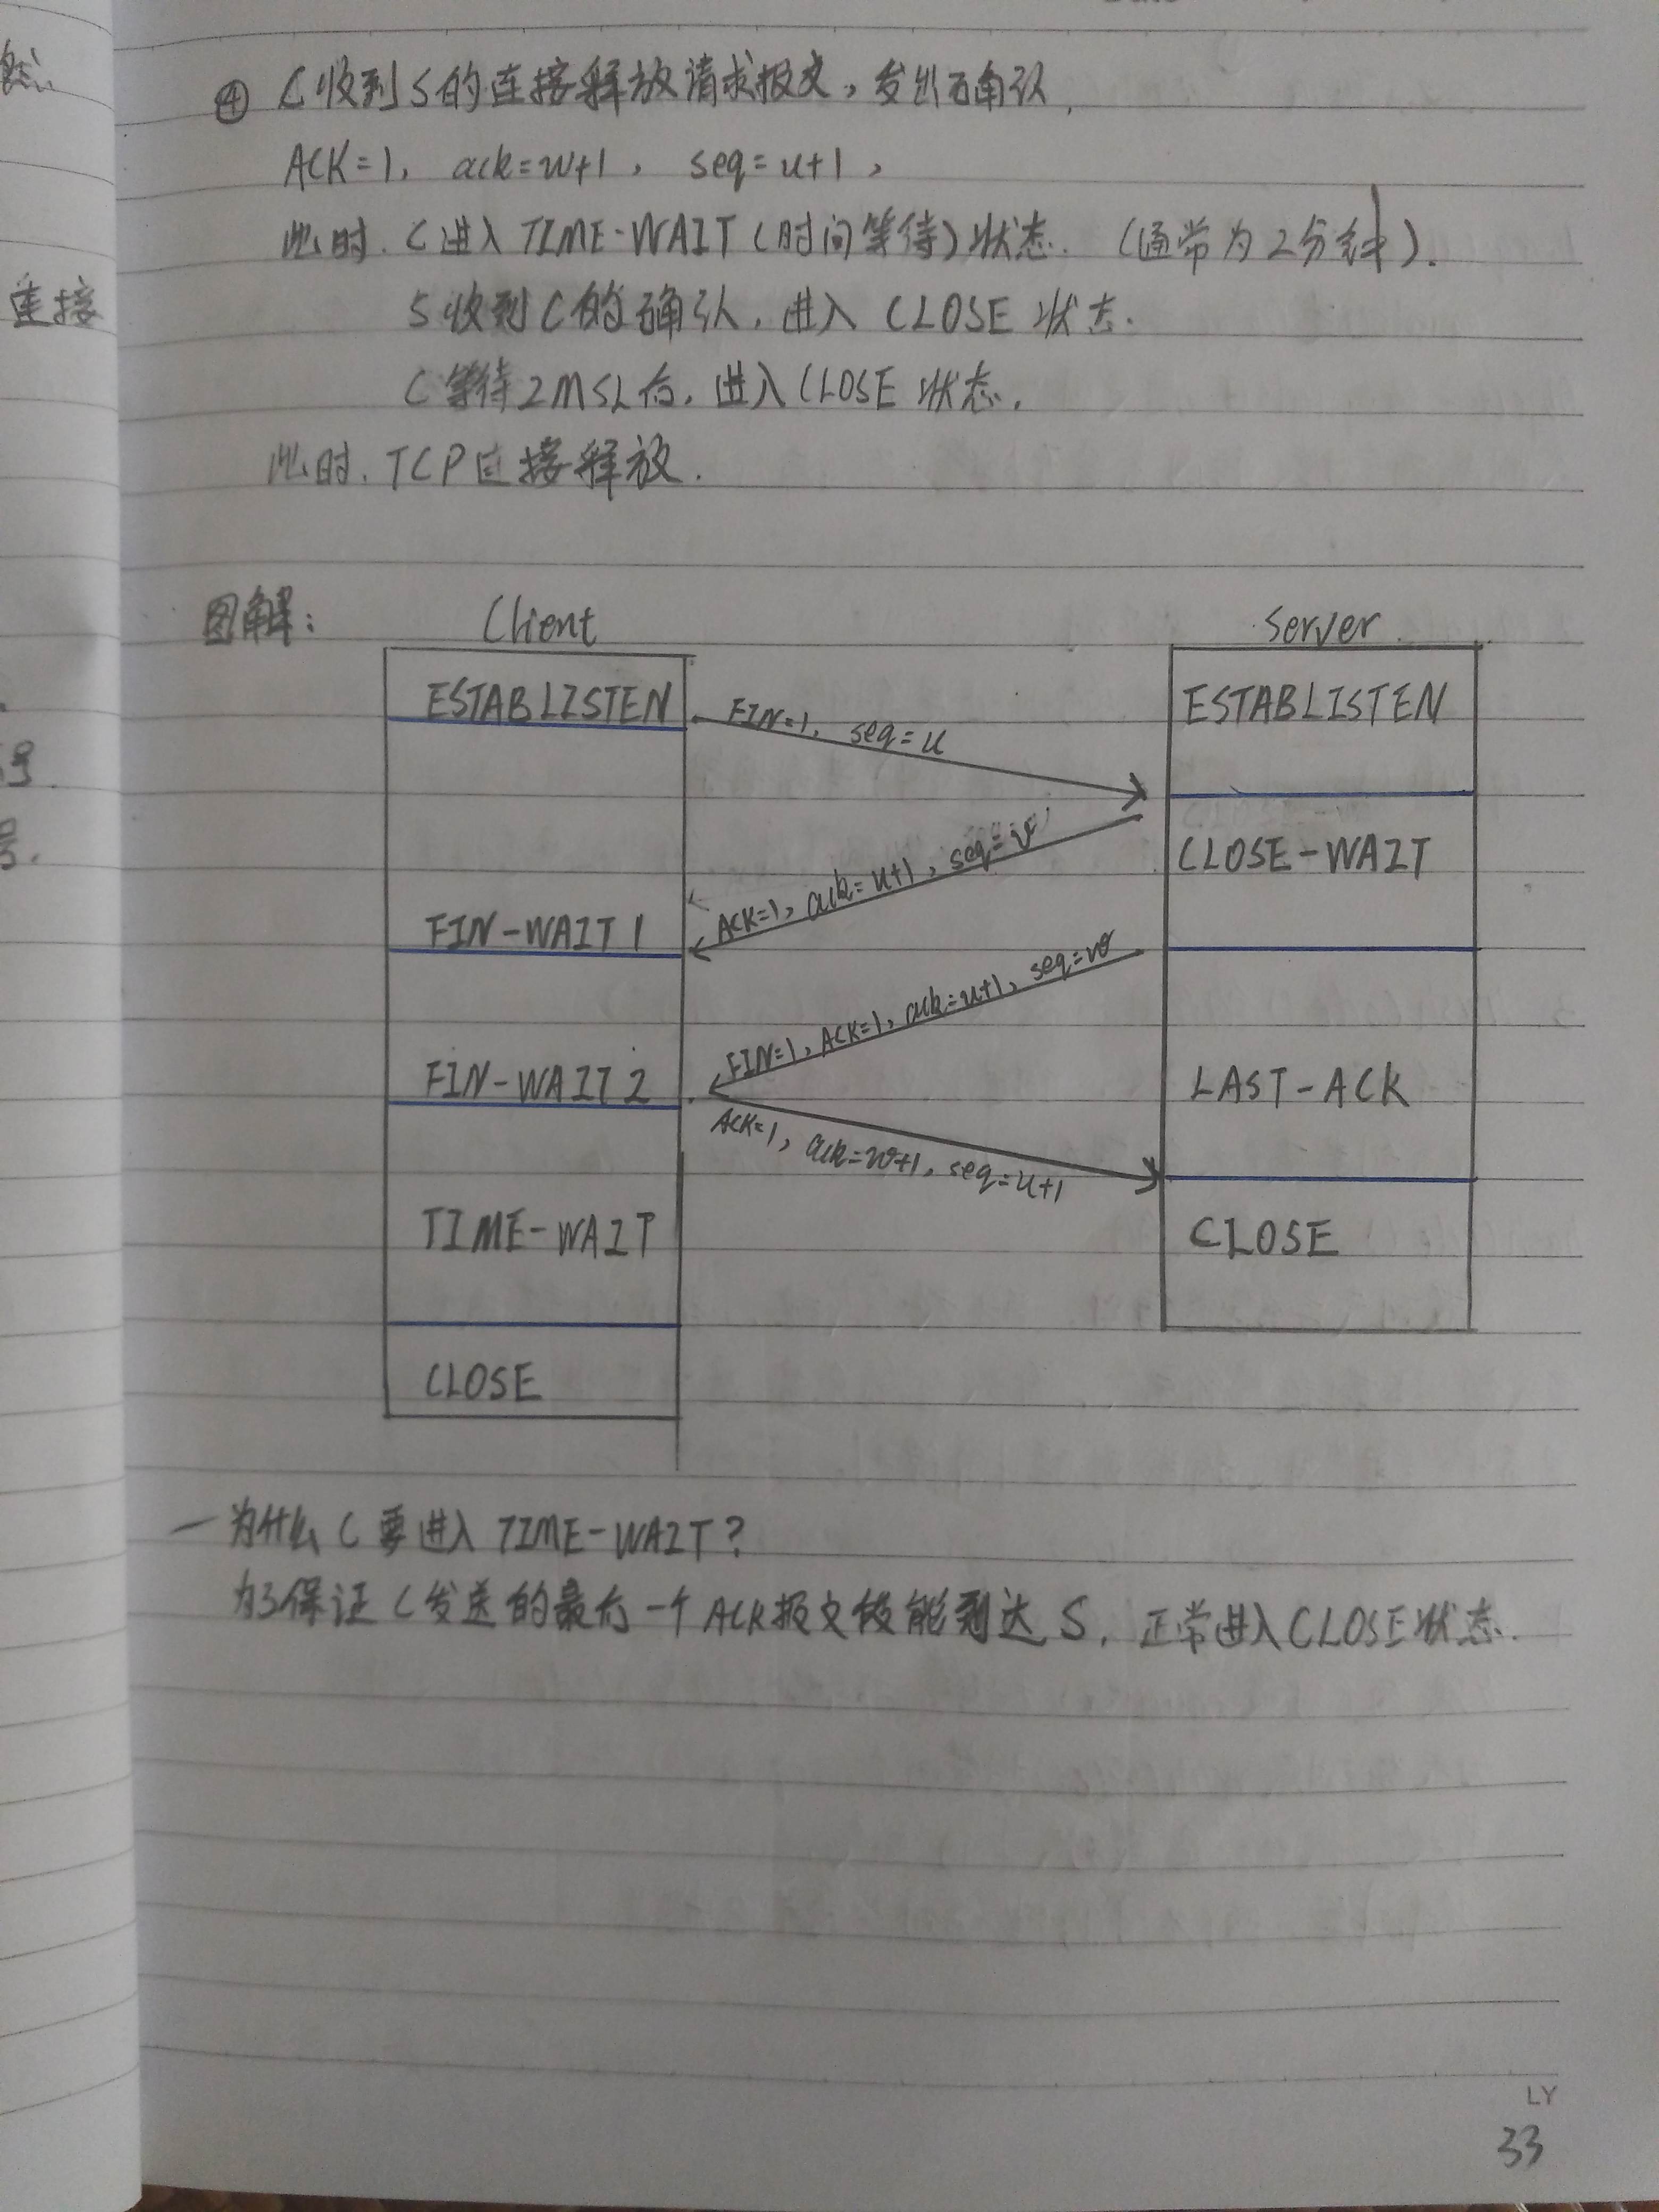 ④ C收到S的连接释放请求报文，发出确认.
ACK=1, ack=w+1, seq=u+1,
此时.C进入TIME-WAIT(时间等待)状态. (通常为2分钟).
S收到C的确认,进入CLOSE状态.
C等待2MSL后,进入CLOSE状态.
此时.TCP连接释放.
连接
号
号.
图解:
Client
Server
ESTABLISTEN
ESTABLISTEN
FIN=1, seq=u
CLOSE-WAIT
ACK=1, ack=u+1, seq=v
FIN-WAIT1
FIN=1, ACK=1, ack=u+1, seq=w
FIN-WAIT2
LAST-ACK
ACK=1, ack=w+1, seq=u+1
TIME-WAIT
CLOSE
CLOSE
一为什么C要进入TIME-WAIT?
为了保证C发送的最后一个ACK报文段能到达S,正常进入CLOSE状态.
LY
33